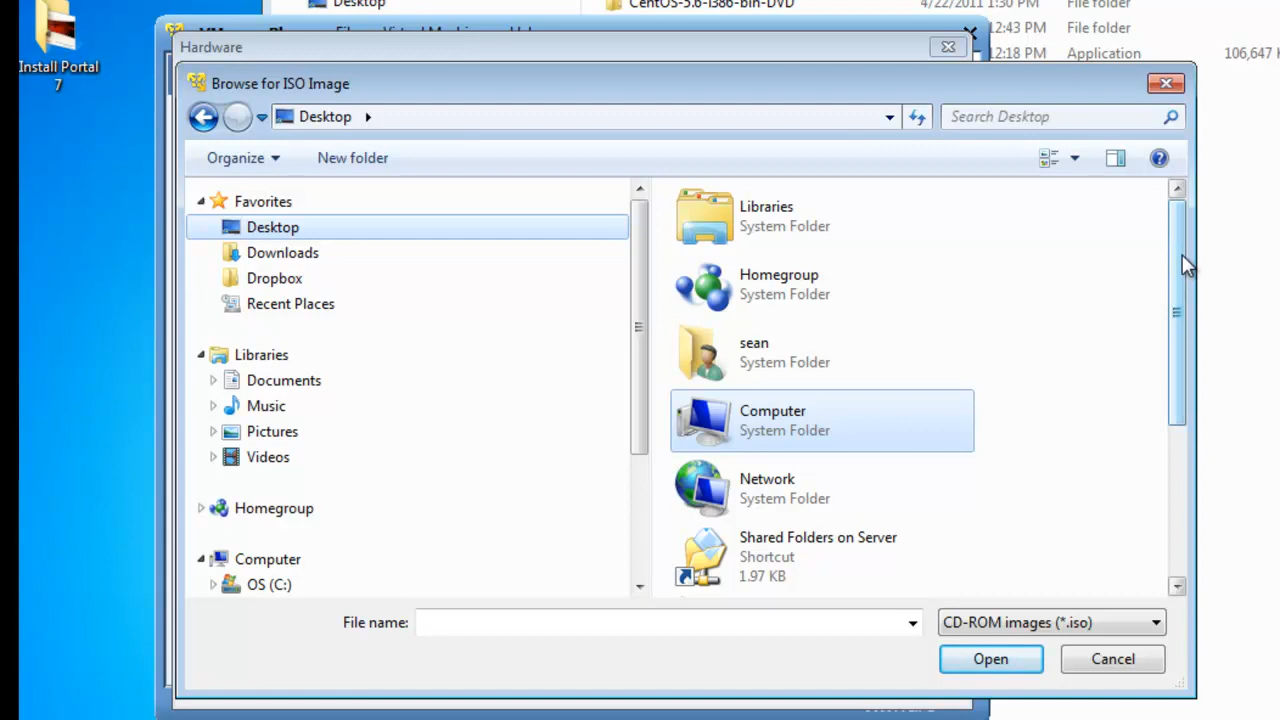 Desktop
CentOS-5.6-i386-bin-DVD
4/22/2011 1:30 PM
File folder
12:43 PM
File folder
12:18 PM
Application
106,647
Install Portal
7
Hardware
Browse for ISO Image
Desktop
Search Desktop
Organize
New folder
Favorites
Desktop
Downloads
Dropbox
Recent Places
Libraries
Documents
Music
Pictures
Videos
Homegroup
Computer
OS (C:)
Libraries
System Folder
Homegroup
System Folder
sean
System Folder
Computer
System Folder
Network
System Folder
Shared Folders on Server
Shortcut
1.97 KB
File name:
CD-ROM images (*.iso)
Open
Cancel